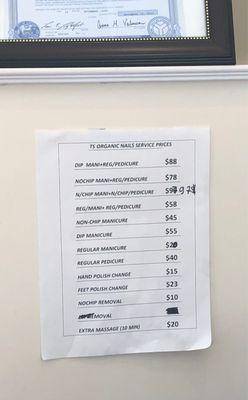 TS ORGANIC NAILS SERVICE PRICES
DIP MANI+REG/PEDICURE $88
NOCHIP MANI+REG/PEDICURE $78
N/CHIP MANI+N/CHIP/PEDICURE
REG/MANI+ REG/PEDICURE $58
NON-CHIP MANICURE $45
DIP MANICURE $55
REGULAR MANICURE
REGULAR PEDICURE $40
HAND POLISH CHANGE $15
FEET POLISH CHANGE $23
NOCHIP REMOVAL $10
EXTRA MASSAGE (10 MIN) $20